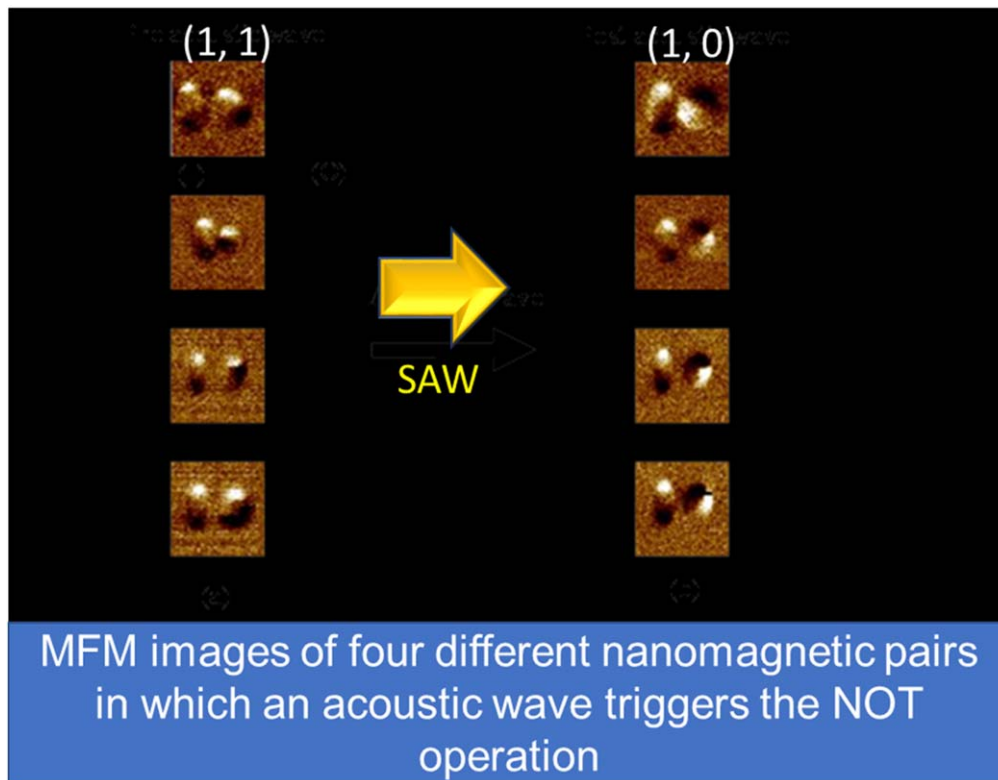 (1, 1)
(1, 0)
SAW
MFM images of four different nanomagnetic pairs
in which an acoustic wave triggers the NOT
operation